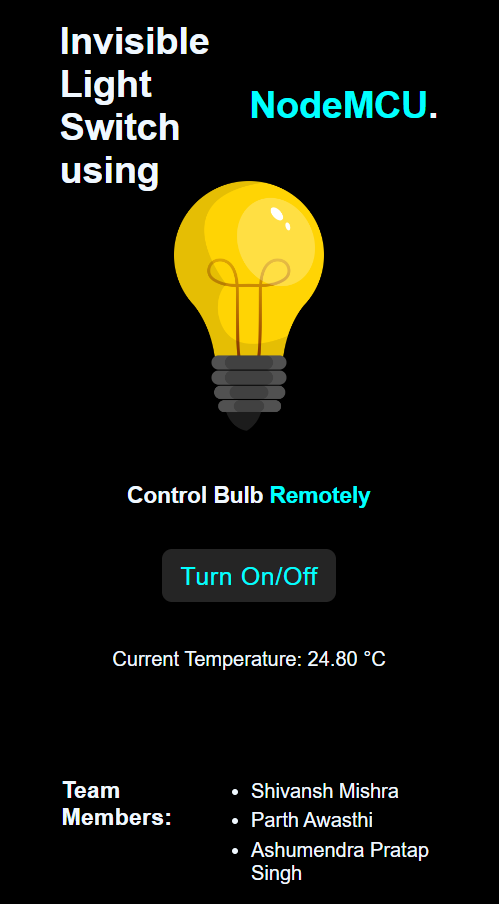 Invisible
Light
Switch
using
NodeMCU.
Control Bulb Remotely
Turn On/Off
Current Temperature: 24.80 °C
Team
Members:
• Shivansh Mishra
• Parth Awasthi
• Ashumendra Pratap
Singh